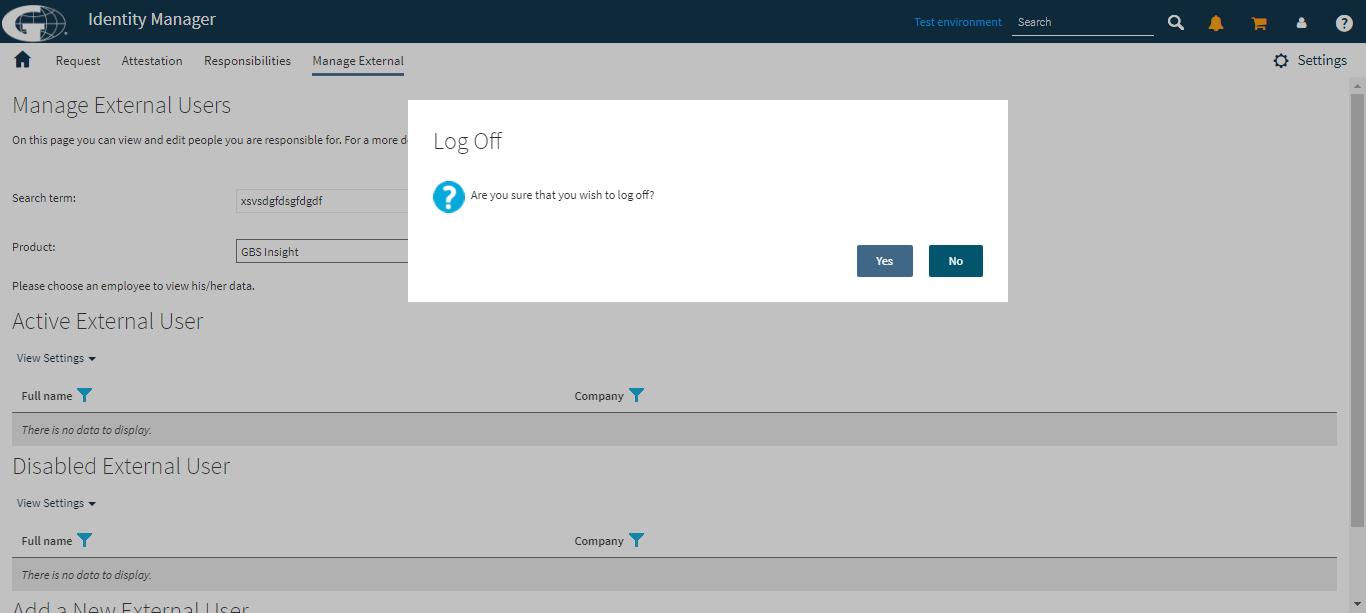 Identity Manager
Test environment
Search
Request Attestation Responsibilities Manage External
Settings
Manage External Users
On this page you can view and edit people you are responsible for. For a more d
Log Off
Are you sure that you wish to log off?
Yes No
Search term:
xsvsdgfdsgfdgdf
Product:
GBS Insight
Please choose an employee to view his/her data.
Active External User
View Settings
Full name Company
There is no data to display.
Disabled External User
View Settings
Full name Company
There is no data to display.
Add a New External User